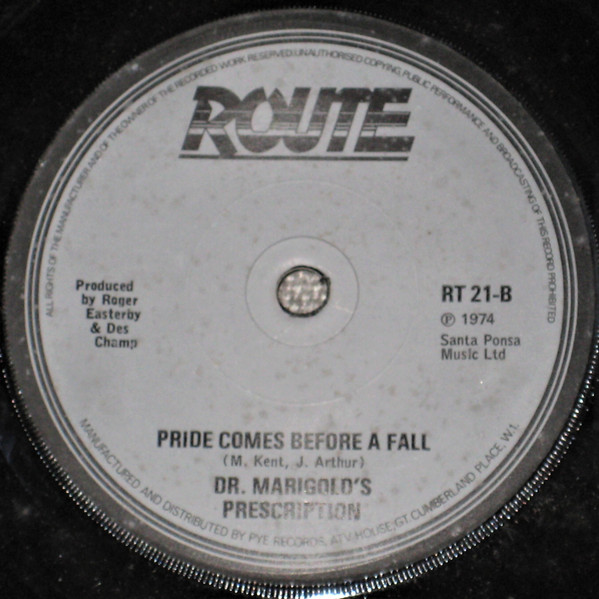 ALL RIGHTS OF THE MANUFACTURER AND OF THE OWNER OF THE RECORDED WORK RESERVED UNAUTHORISED COPYING, PUBLIC PERFORMANCE AND BROADCASTING OF THIS RECORD PROHIBITED
ROUTE
Produced
by Roger
Easterby
& Des
Champ
RT 21-B
℗ 1974
Santa Ponsa
Music Ltd
PRIDE COMES BEFORE A FALL
(M. Kent, J. Arthur)
DR. MARIGOLD'S
PRESCRIPTION
MANUFACTURED AND DISTRIBUTED BY PYE RECORDS, ATV HOUSE, GT. CUMBERLAND PLACE, W.1.